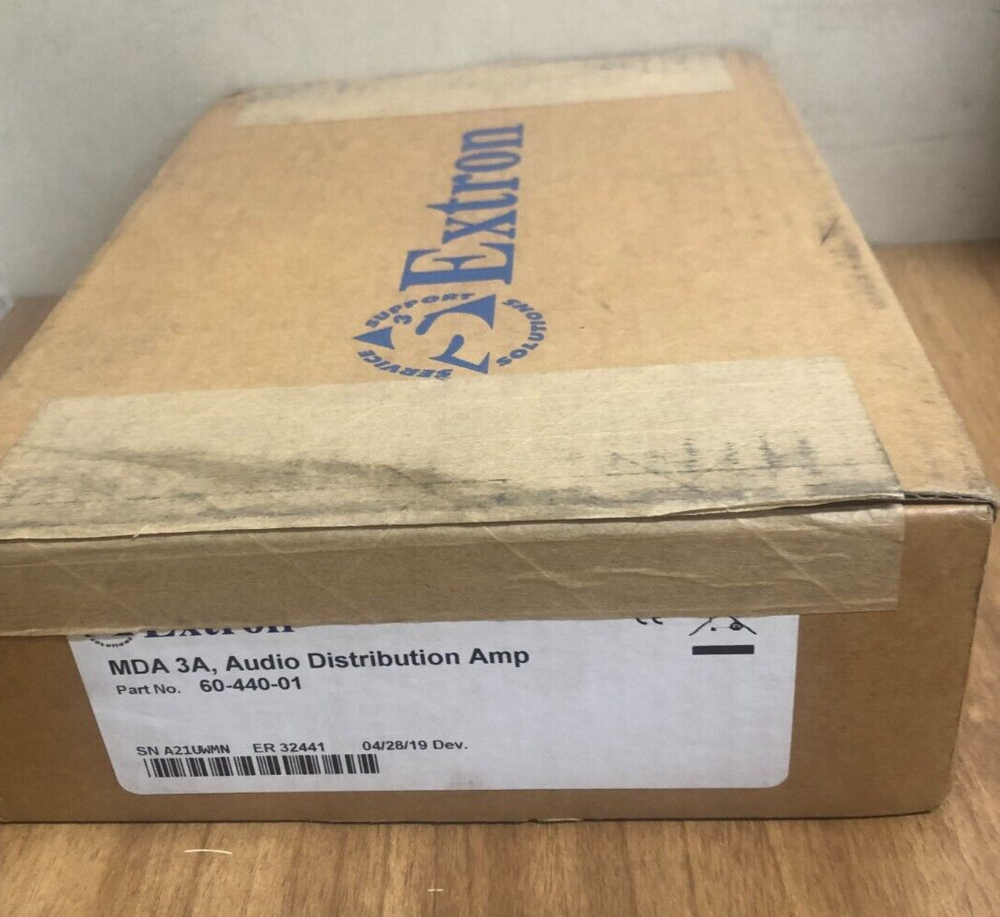 Extron
SUPPORT
3
SERVICE
SOLUTIONS
Extron
SOLUTIONS
MDA 3A, Audio Distribution Amp
Part No. 60-440-01
SN A21UWMN ER 32441 04/28/19 Dev.